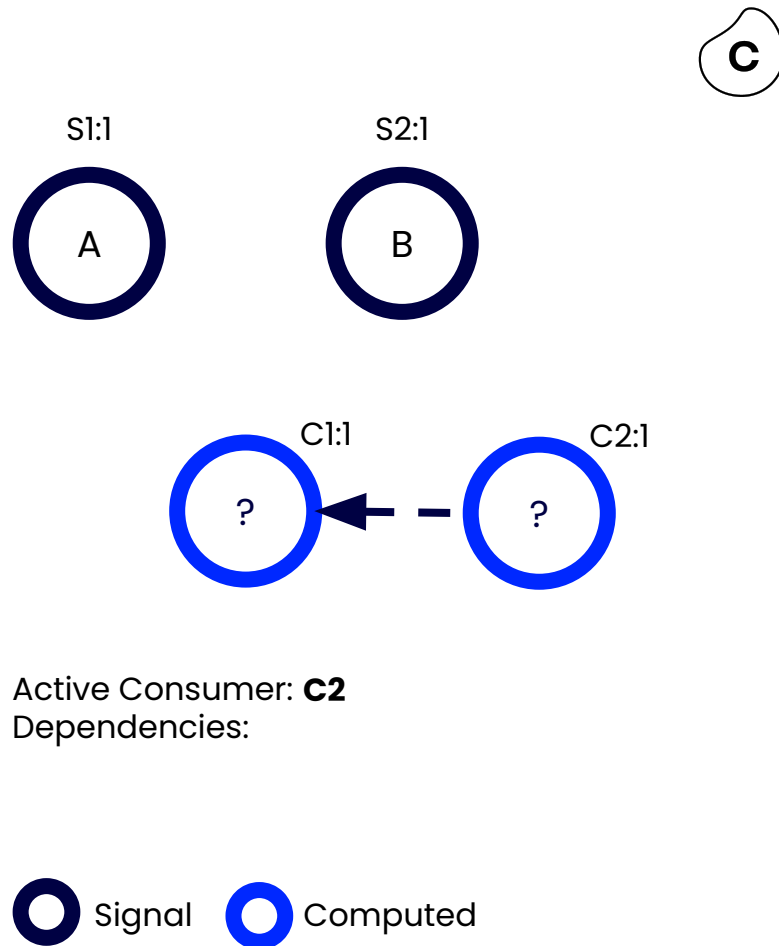 C
S1:1
S2:1
A
B
C1:1
C2:1
?
?
Active Consumer: C2
Dependencies:
Signal
Computed